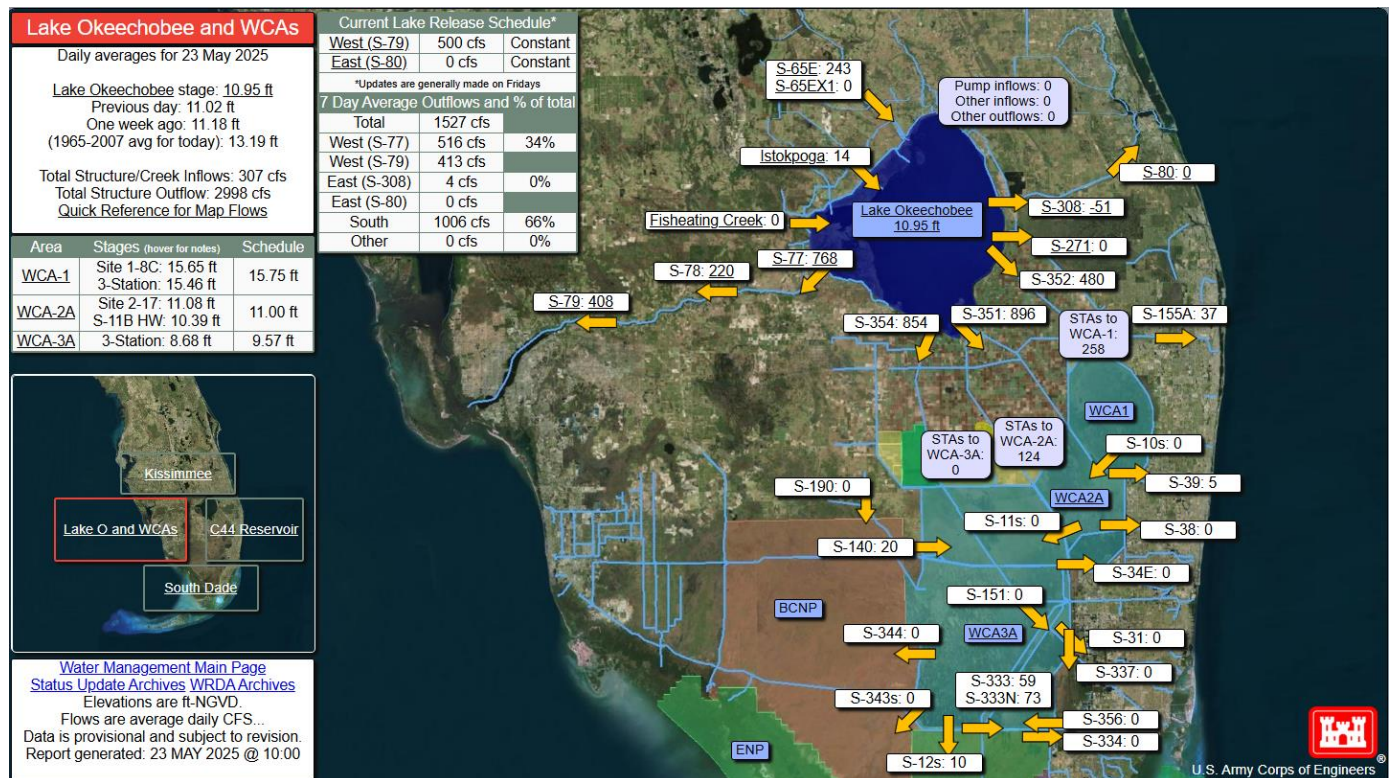 Lake Okeechobee and WCAs
Daily averages for 23 May 2025
Lake Okeechobee stage: 10.95 ft
Previous day: 11.02 ft
One week ago: 11.18 ft
(1965-2007 avg for today): 13.19 ft
Total Structure/Creek Inflows: 307 cfs
Total Structure Outflow: 2998 cfs
Quick Reference for Map Flows
Area Stages (hover for notes) Schedule
WCA-1 Site 1-8C: 15.65 ft 15.75 ft
3-Station: 15.46 ft
WCA-2A Site 2-17: 11.08 ft 11.00 ft
S-11B HW: 10.39 ft
WCA-3A 3-Station: 8.68 ft 9.57 ft
Current Lake Release Schedule*
West (S-79) 500 cfs Constant
East (S-80) 0 cfs Constant
*Updates are generally made on Fridays
7 Day Average Outflows and % of total
Total 1527 cfs
West (S-77) 516 cfs 34%
West (S-79) 413 cfs
East (S-308) 4 cfs 0%
East (S-80) 0 cfs
South 1006 cfs 66%
Other 0 cfs 0%
S-65E: 243
S-65EX1: 0
Pump inflows: 0
Other inflows: 0
Other outflows: 0
Istokpoga: 14
S-80: 0
Fisheating Creek: 0
Lake Okeechobee
10.95 ft
S-308: -51
S-271: 0
S-77: 768
S-78: 220
S-352: 480
S-79: 408
S-354: 854
S-351: 896
STAs to
WCA-1:
258
S-155A: 37
WCA1
STAs to
WCA-3A:
0
STAs to
WCA-2A:
124
S-10s: 0
S-39: 5
S-190: 0
WCA2A
S-11s: 0
S-38: 0
S-140: 20
S-34E: 0
S-151: 0
BCNP
S-344: 0
WCA3A
S-31: 0
S-337: 0
S-333: 59
S-333N: 73
S-343s: 0
S-356: 0
S-334: 0
ENP
S-12s: 10
Kissimmee
Lake O and WCAs
C44 Reservoir
South Dade
Water Management Main Page
Status Update Archives WRDA Archives
Elevations are ft-NGVD.
Flows are average daily CFS...
Data is provisional and subject to revision.
Report generated: 23 MAY 2025 @ 10:00
U.S. Army Corps of Engineers®